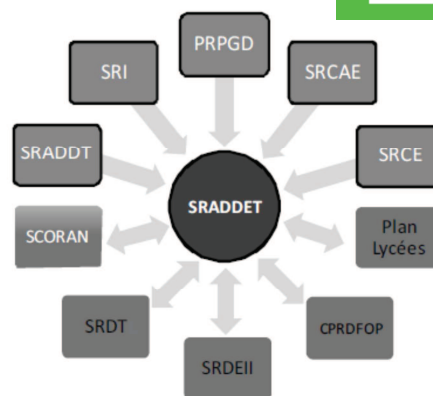 PRPGD
SRI
SRCAE
SRADDT
SRCE
SRADDET
SCORAN
Plan
Lycées
SRDT
CPRDFOP
SRDEII